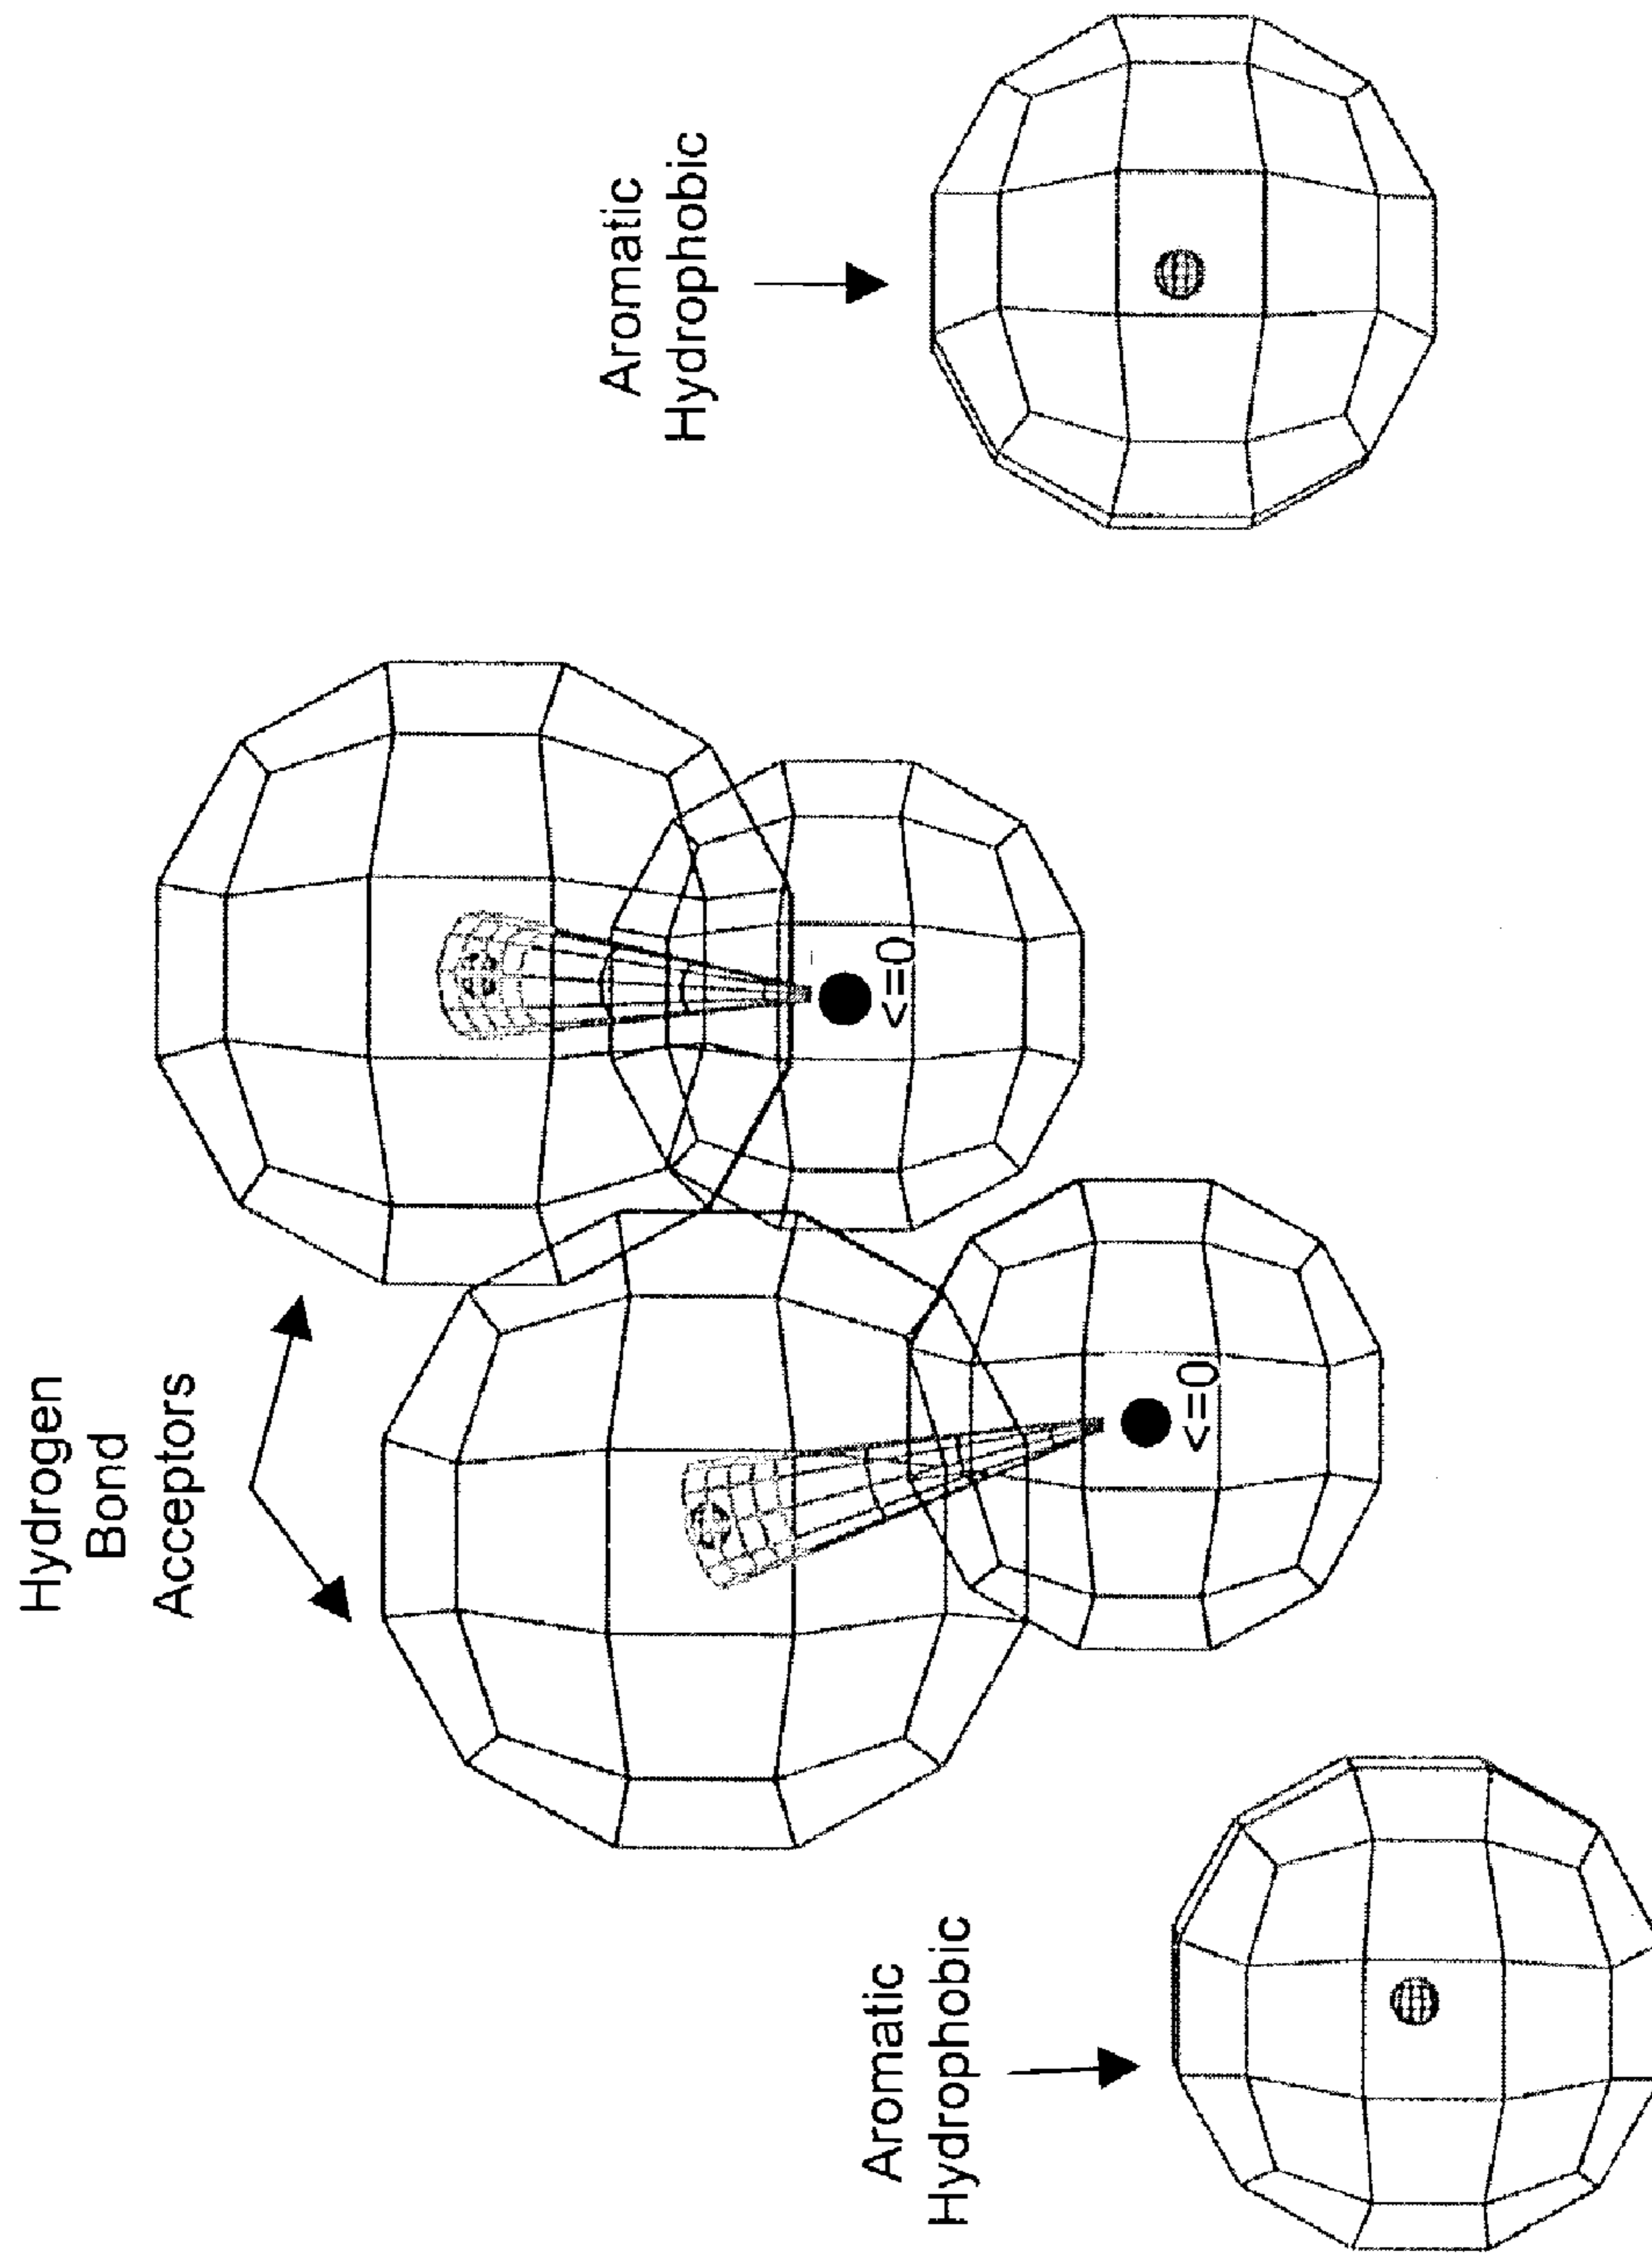 Hydrogen
Bond
Acceptors
Aromatic
Hydrophobic
Aromatic
Hydrophobic
<=0
<=0